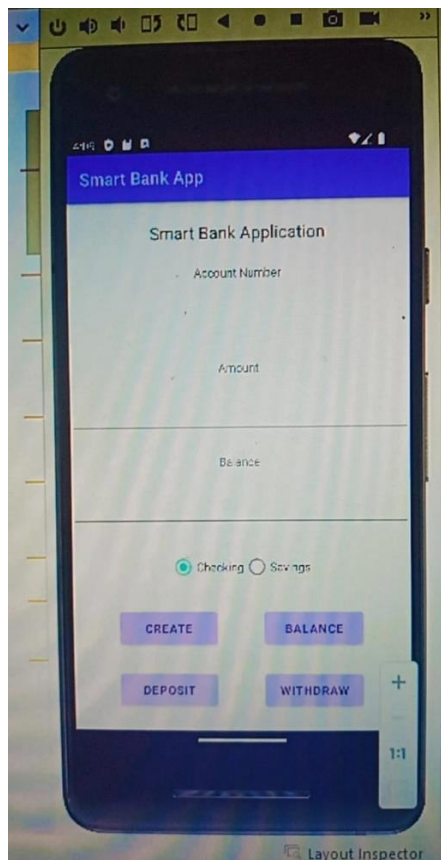 Smart Bank App
Smart Bank Application
Account Number
Amount
Balance
Checking Savings
CREATE BALANCE
DEPOSIT WITHDRAW
1:1
Layout Inspector